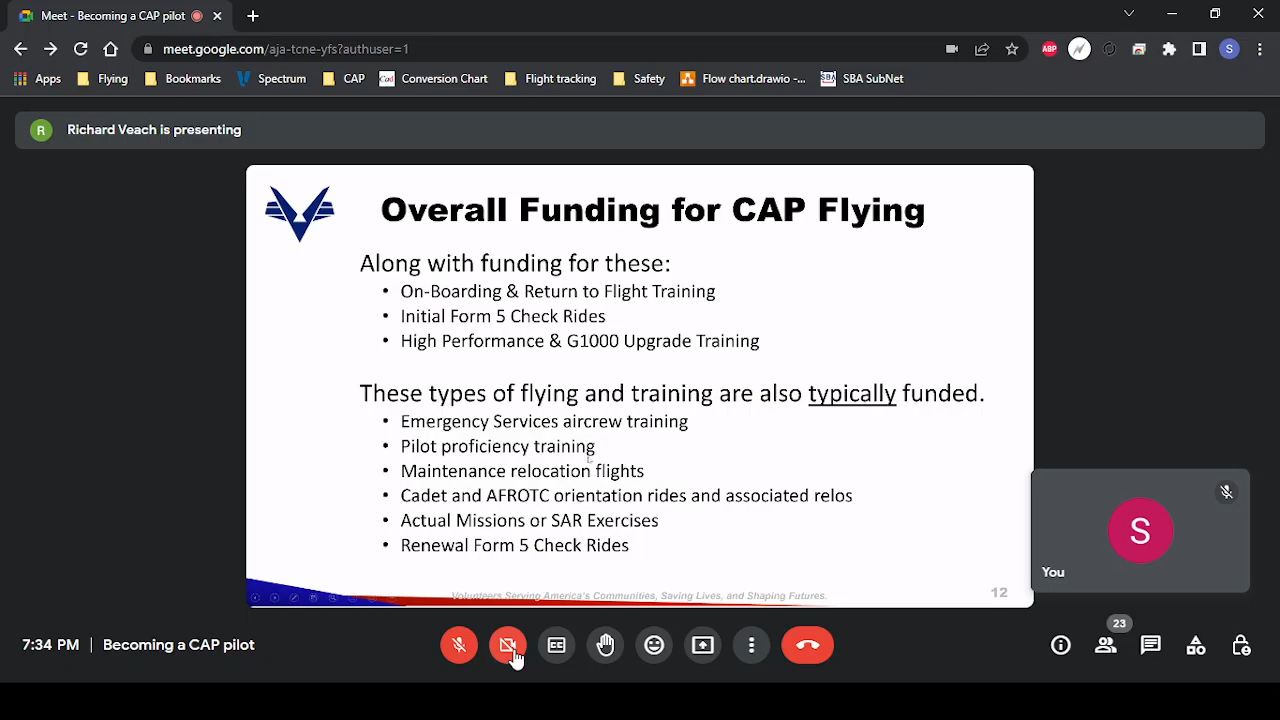 Meet - Becoming a CAP pilot
meet.google.com/aja-tcne-yfs?authuser=1
ABP
S
Apps
Flying
Bookmarks
Spectrum
CAP
Cad
Conversion Chart
Flight tracking
Safety
Flow chart.drawio -...
SBA
SBA SubNet
R
Richard Veach is presenting
Overall Funding for CAP Flying
Along with funding for these:
• On-Boarding & Return to Flight Training
• Initial Form 5 Check Rides
• High Performance & G1000 Upgrade Training
These types of flying and training are also typically funded.
• Emergency Services aircrew training
• Pilot proficiency training
• Maintenance relocation flights
• Cadet and AFROTC orientation rides and associated relos
• Actual Missions or SAR Exercises
• Renewal Form 5 Check Rides
Volunteers Serving America's Communities, Saving Lives, and Shaping Futures.
12
S
You
7:34 PM | Becoming a CAP pilot
CC
23